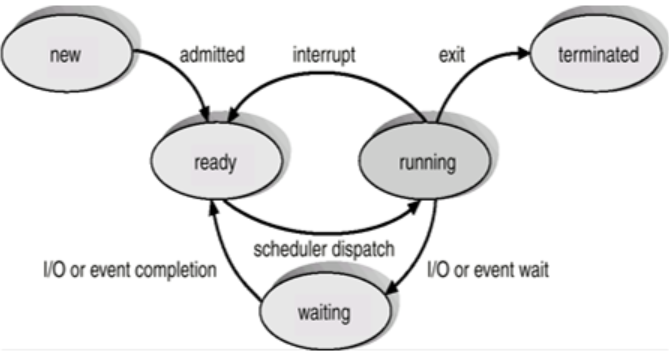 new
admitted
interrupt
exit
terminated
ready
running
scheduler dispatch
I/O or event completion
I/O or event wait
waiting